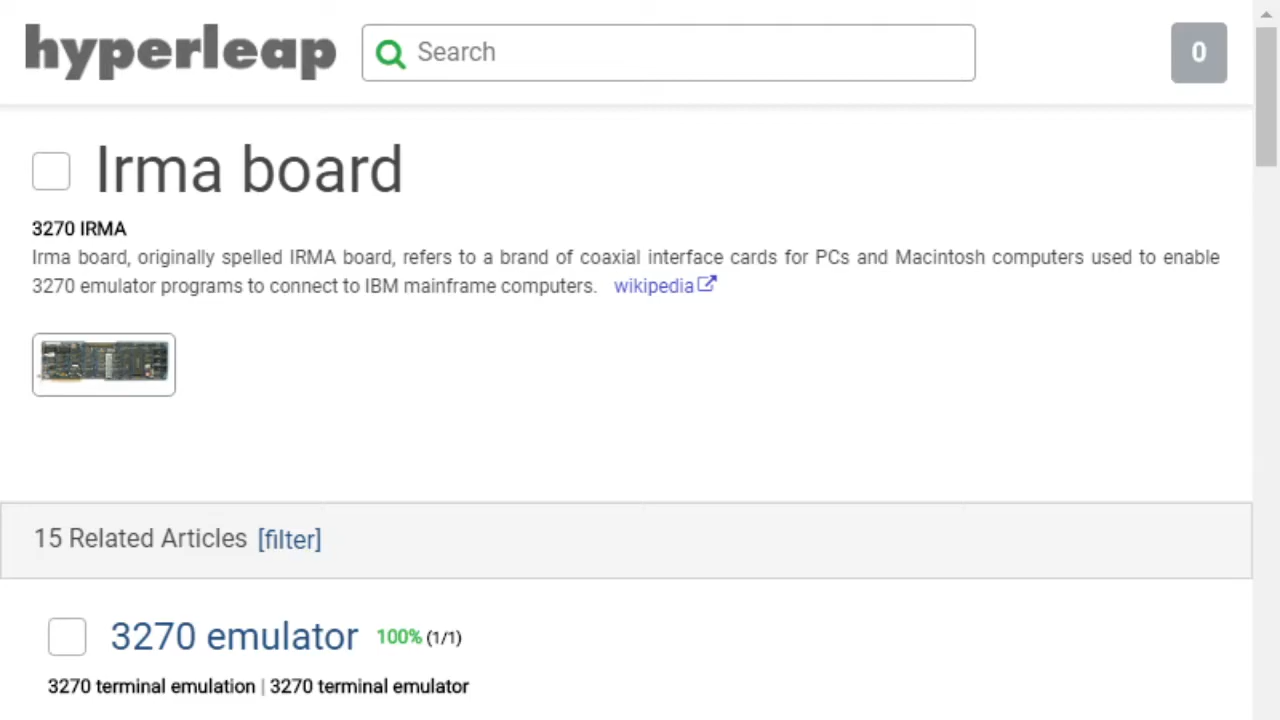 hyperleap
Search
0
Irma board
3270 IRMA
Irma board, originally spelled IRMA board, refers to a brand of coaxial interface cards for PCs and Macintosh computers used to enable
3270 emulator programs to connect to IBM mainframe computers. wikipedia
15 Related Articles [filter]
3270 emulator 100% (1/1)
3270 terminal emulation | 3270 terminal emulator